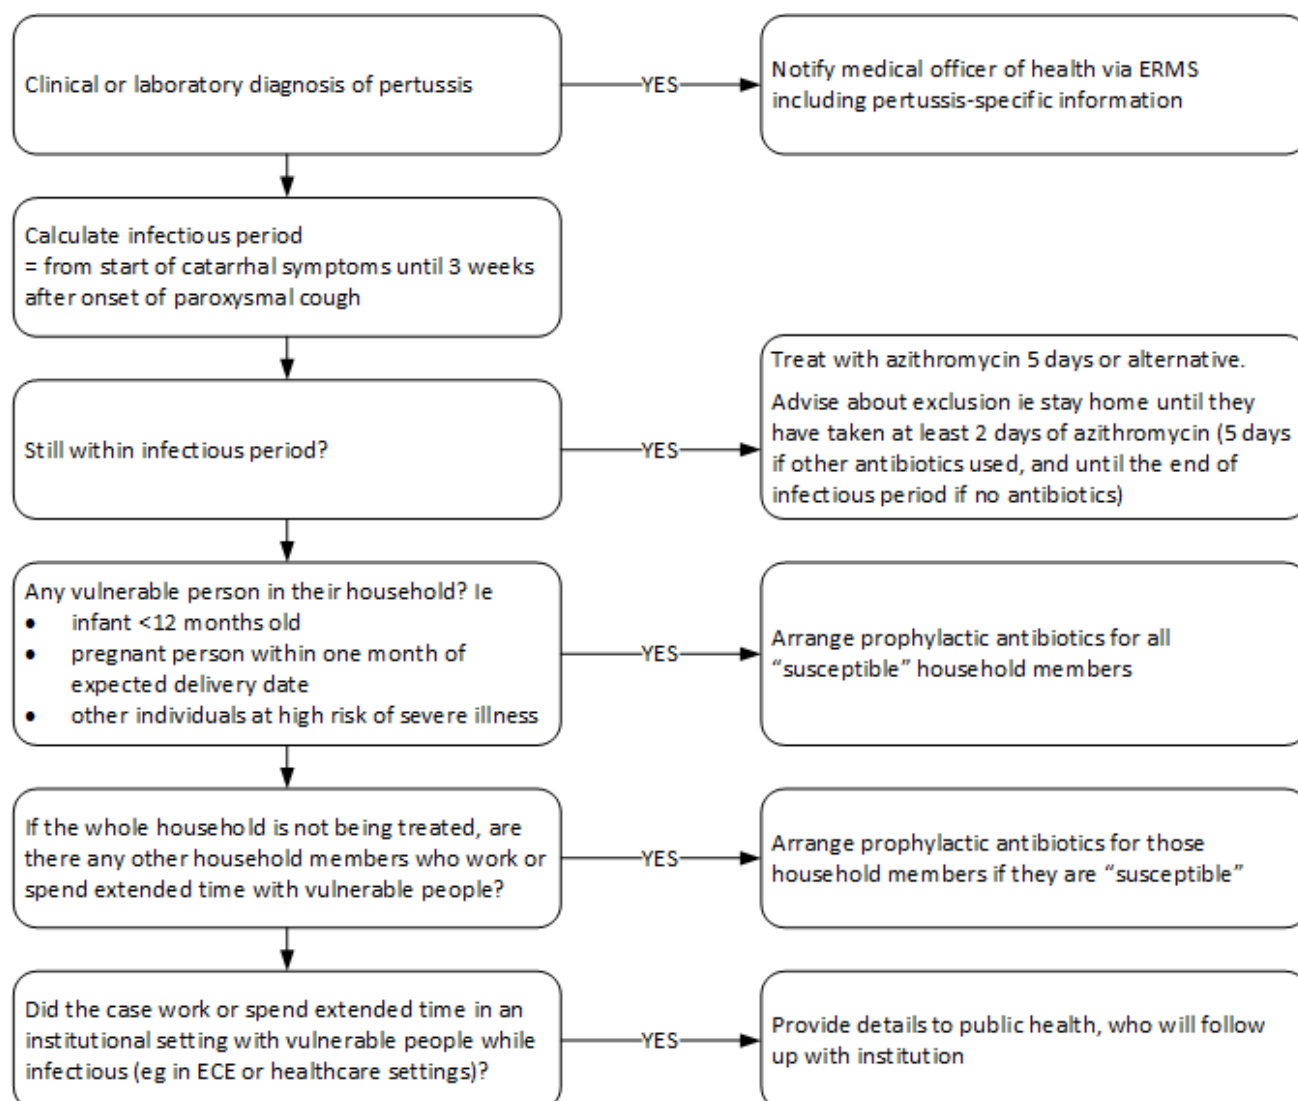 Clinical or laboratory diagnosis of pertussis
YES
Notify medical officer of health via ERMS
including pertussis-specific information
Calculate infectious period
= from start of catarrhal symptoms until 3 weeks
after onset of paroxysmal cough
Still within infectious period?
YES
Treat with azithromycin 5 days or alternative.
Advise about exclusion ie stay home until they
have taken at least 2 days of azithromycin (5 days
if other antibiotics used, and until the end of
infectious period if no antibiotics)
Any vulnerable person in their household? Ie
• infant <12 months old
• pregnant person within one month of
expected delivery date
• other individuals at high risk of severe illness
YES
Arrange prophylactic antibiotics for all
“susceptible” household members
If the whole household is not being treated, are
there any other household members who work or
spend extended time with vulnerable people?
YES
Arrange prophylactic antibiotics for those
household members if they are “susceptible”
Did the case work or spend extended time in an
institutional setting with vulnerable people while
infectious (eg in ECE or healthcare settings)?
YES
Provide details to public health, who will follow
up with institution